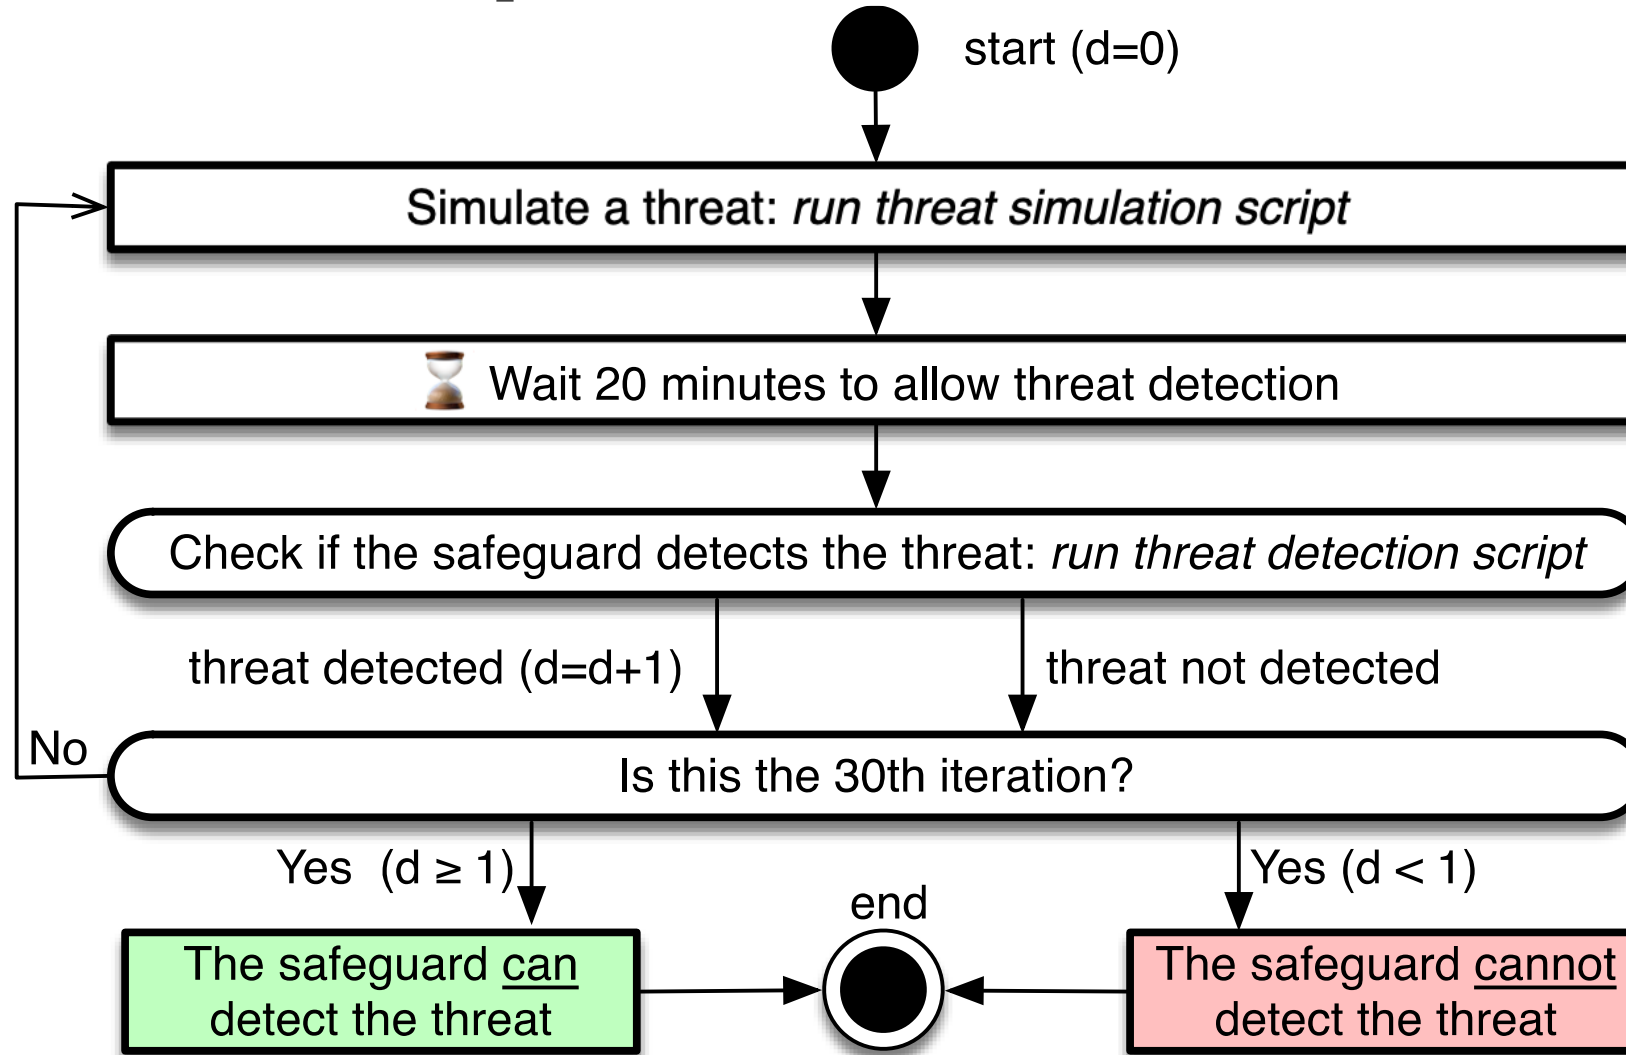 start (d=0)
Simulate a threat: run threat simulation script
Wait 20 minutes to allow threat detection
Check if the safeguard detects the threat: run threat detection script
threat detected (d=d+1)
threat not detected
No
Is this the 30th iteration?
Yes (d ≥ 1)
Yes (d < 1)
end
The safeguard can
detect the threat
The safeguard cannot
detect the threat